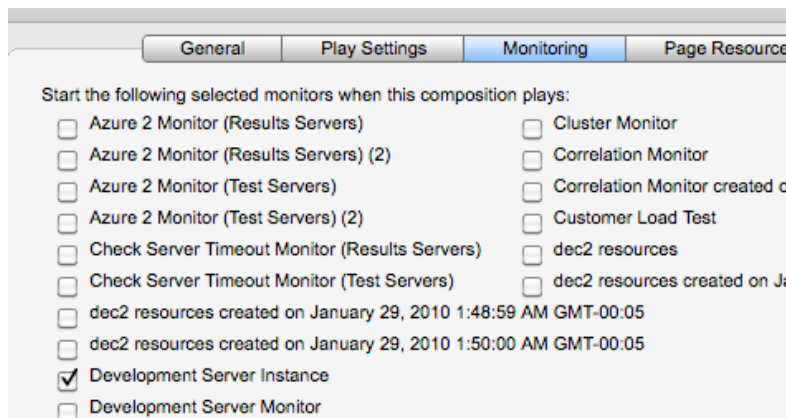 General Play Settings Monitoring Page Resource
Start the following selected monitors when this composition plays:
Azure 2 Monitor (Results Servers) Cluster Monitor
Azure 2 Monitor (Results Servers) (2) Correlation Monitor
Azure 2 Monitor (Test Servers) Correlation Monitor created
Azure 2 Monitor (Test Servers) (2) Customer Load Test
Check Server Timeout Monitor (Results Servers) dec2 resources
Check Server Timeout Monitor (Test Servers) dec2 resources created on
dec2 resources created on January 29, 2010 1:48:59 AM GMT-00:05
dec2 resources created on January 29, 2010 1:50:00 AM GMT-00:05
Development Server Instance
Development Server Monitor